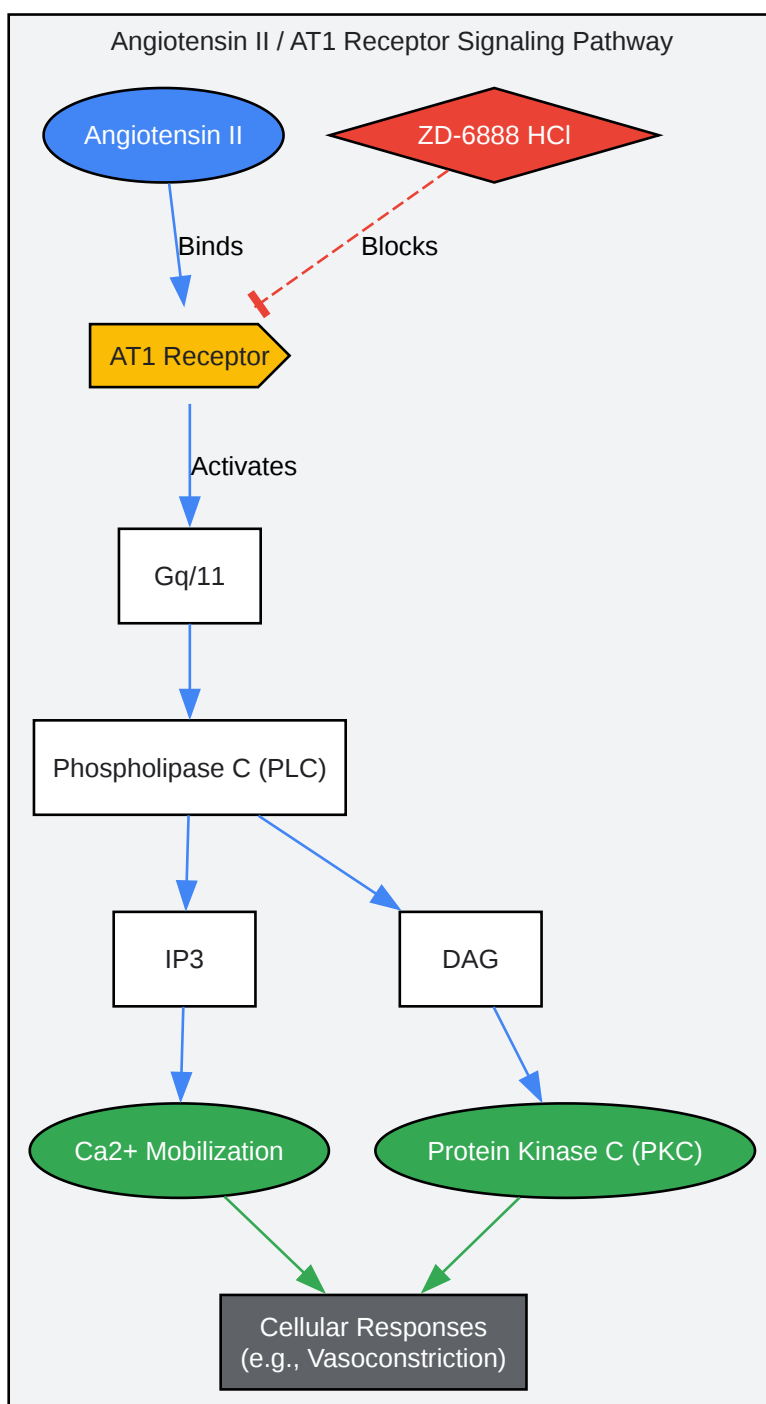 Angiotensin II / AT1 Receptor Signaling Pathway
Angiotensin II
ZD-6888 HCl
Binds
Blocks
AT1 Receptor
Activates
Gq/11
Phospholipase C (PLC)
IP3
DAG
Ca2+ Mobilization
Protein Kinase C (PKC)
Cellular Responses
(e.g., Vasoconstriction)